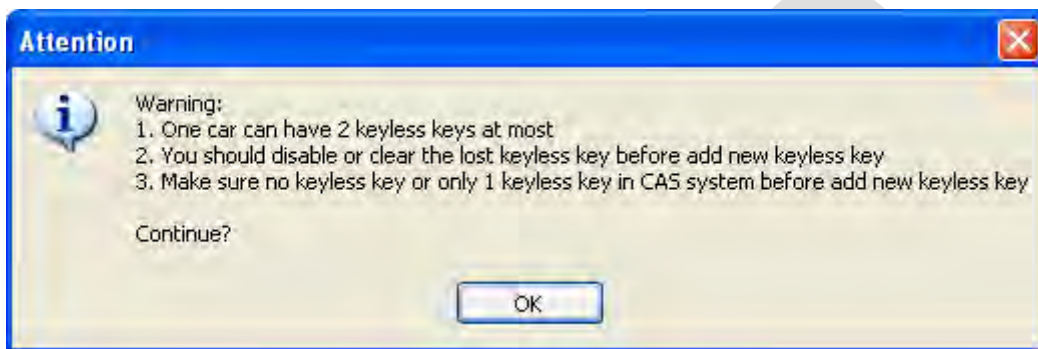 Attention
Warning:
1. One car can have 2 keyless keys at most
2. You should disable or clear the lost keyless key before add new keyless key
3. Make sure no keyless key or only 1 keyless key in CAS system before add new keyless key
Continue?
OK